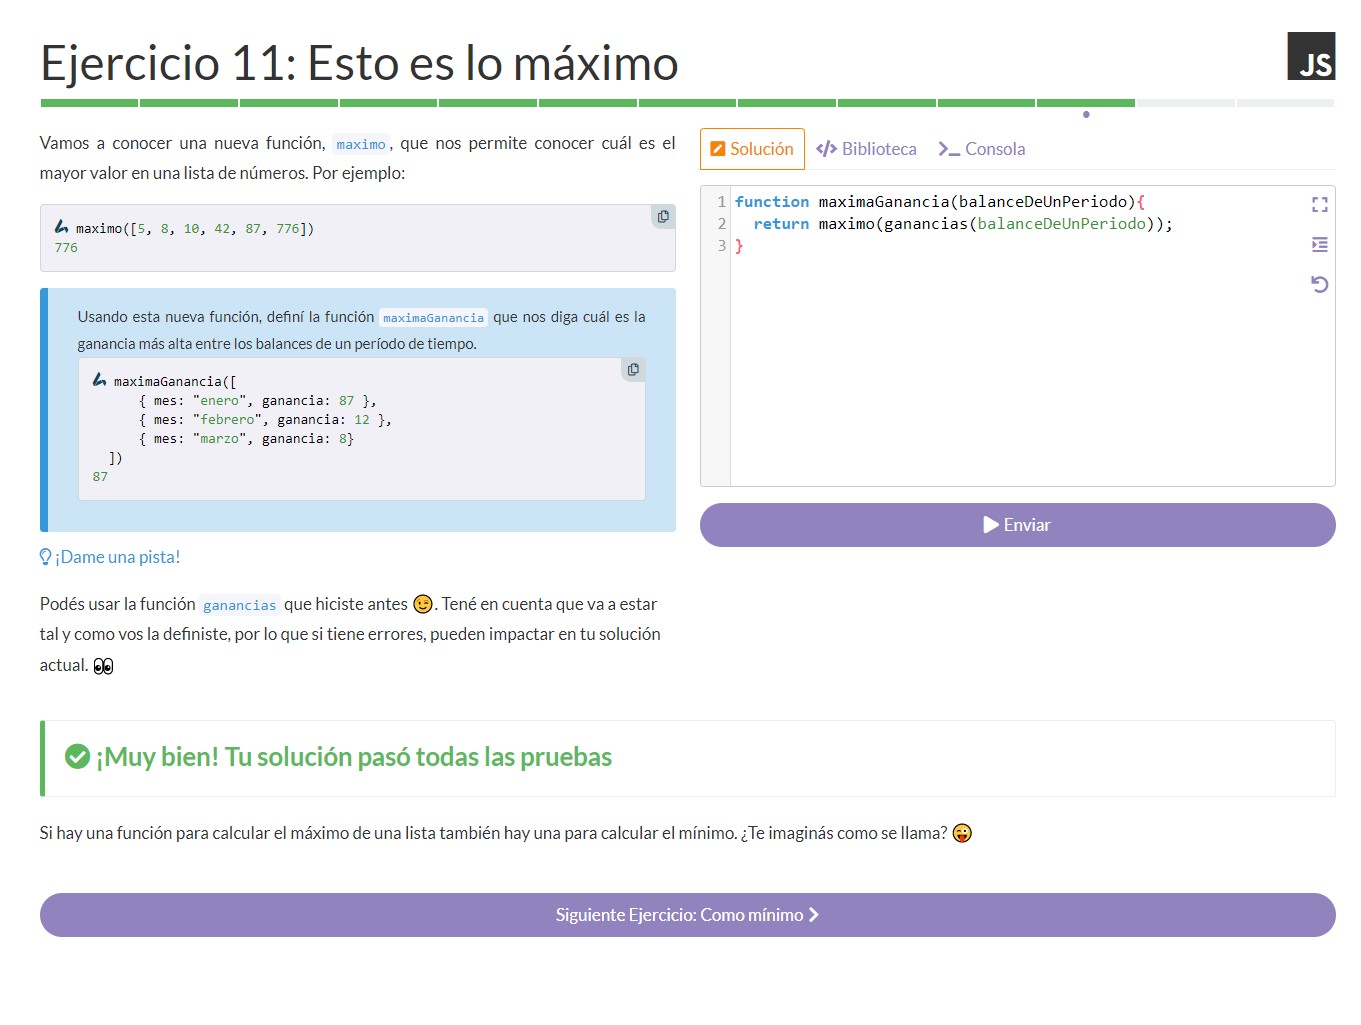 Ejercicio 11: Esto es lo máximo
JS
Vamos a conocer una nueva función, maximo, que nos permite conocer cuál es el
mayor valor en una lista de números. Por ejemplo:
maximo([5, 8, 10, 42, 87, 776])
776
Usando esta nueva función, definí la función maximaGanancia que nos diga cuál es la
ganancia más alta entre los balances de un período de tiempo.
maximaGanancia([
{ mes: "enero", ganancia: 87 },
{ mes: "febrero", ganancia: 12 },
{ mes: "marzo", ganancia: 8}
])
87
¡Dame una pista!
Podés usar la función ganancias que hiciste antes 😉. Tené en cuenta que va a estar
tal y como vos la definiste, por lo que si tiene errores, pueden impactar en tu solución
actual. 👀
Solución
Biblioteca
Consola
1 function maximaGanancia(balanceDeUnPeriodo){
2 return maximo(ganancias(balanceDeUnPeriodo));
3 }
Enviar
¡Muy bien! Tu solución pasó todas las pruebas
Si hay una función para calcular el máximo de una lista también hay una para calcular el mínimo. ¿Te imaginás como se llama? 😜
Siguiente Ejercicio: Como mínimo